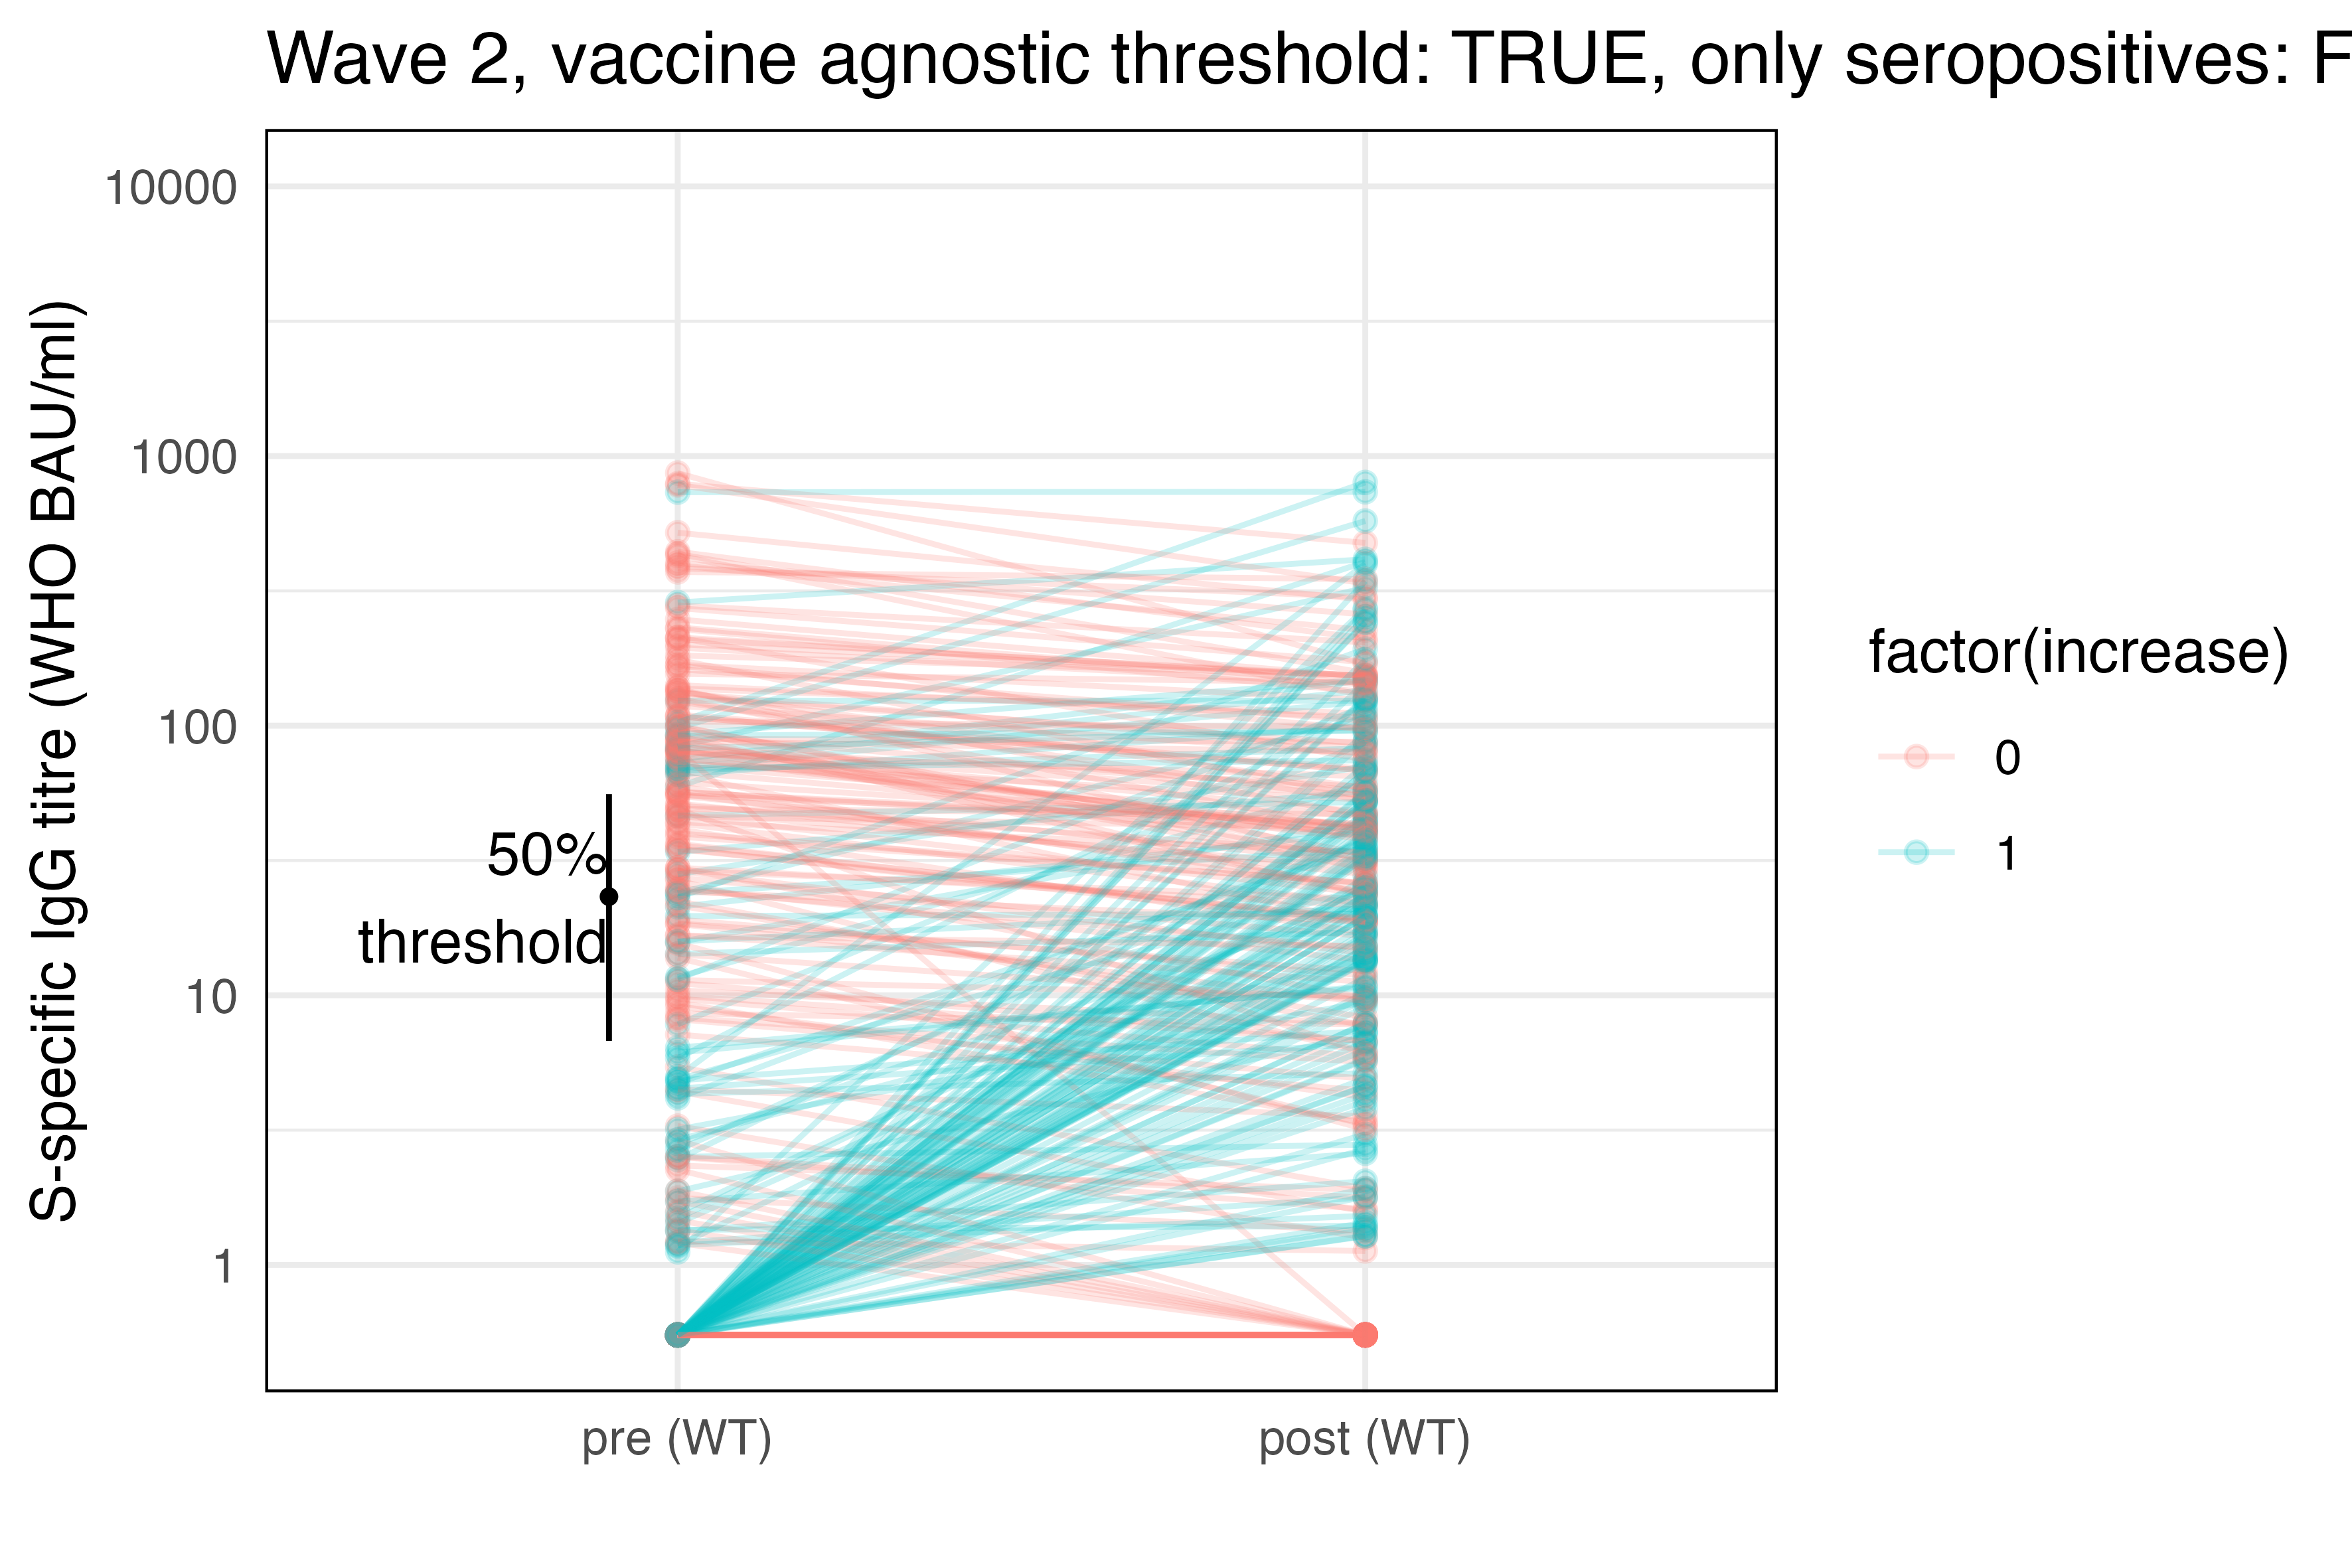 Wave 2, vaccine agnostic threshold: TRUE, only seropositives: F
S-specific IgG titre (WHO BAU/ml)
10000
1000
100
10
1
50%
threshold
pre (WT)
post (WT)
factor(increase)
0
1